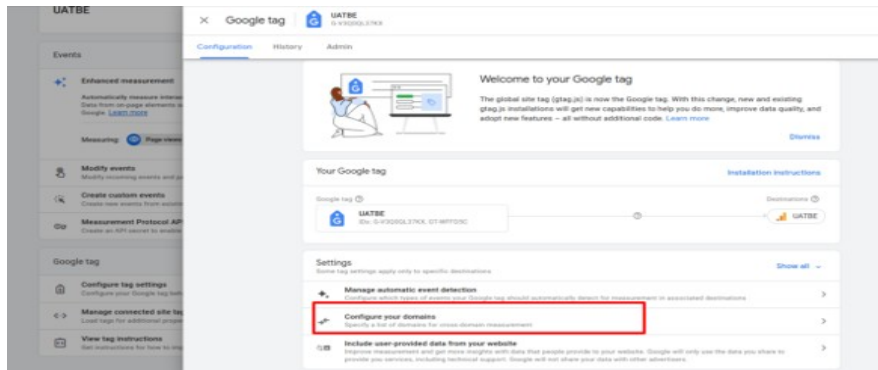 UATBE
Events
Enhanced measurement
Automatically measure interac
Data from on-page elements su
Google. Learn more
Measuring: Page views
Modify events
Modify incoming events and pa
Create custom events
Create new events from existin
Measurement Protocol AP
Create an API secret to enable
Google tag
Configure tag settings
Configure your Google tag beh
Manage connected site tag
Load tags for additional proper
View tag instructions
Get instructions for how to imp
Google tag
UATBE
Configuration History Admin
Welcome to your Google tag
The global site tag (gtag.js) is now the Google tag. With this change, new and existing
gtag.js installations will get new capabilities to help you do more, improve data quality, and
adopt new features – all without additional code. Learn more
Dismiss
Your Google tag
Installation instructions
Google tag
Destinations
UATBE
UATBE
Settings
Some tag settings apply only to specific destinations
Show all
Manage automatic event detection
Configure which types of events your Google tag should automatically detect for measurement in associated destinations
Configure your domains
Specify a list of domains for cross-domain measurement
Include user-provided data from your website
Improve measurement and get more insights with data that people provide to your website. Google will only use the data you share to
provide you services, including technical support. Google will not share your data with other advertisers.